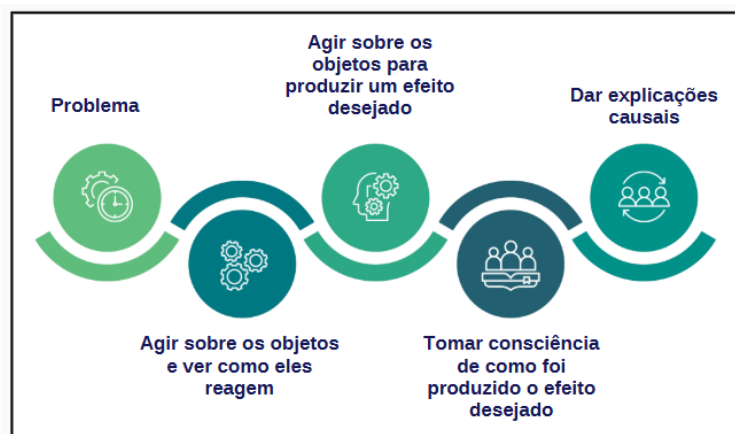 Problema
Agir sobre os objetos
e ver como eles
reagem
Agir sobre os
objetos para
produzir um efeito
desejado
Tomar consciência
de como foi
produzido o efeito
desejado
Dar explicações
causais